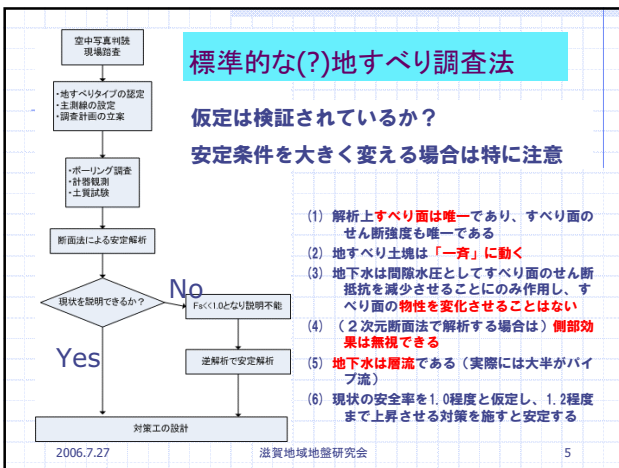 標準的な(?)地すべり調査法
空中写真判読
現場踏査
・地すべりタイプの認定
・主測線の設定
・調査計画の立案
・ボーリング調査
・計器観測
・土質試験
断面法による安定解析
現状を説明できるか？
No
Fs<<1.0となり説明不能
Yes
逆解析で安定解析
対策工の設計
仮定は検証されているか？
安定条件を大きく変える場合は特に注意
(1) 解析上すべり面は唯一であり、すべり面の
せん断強度も唯一である
(2) 地すべり土塊は「一斉」に動く
(3) 地下水は間隙水圧としてすべり面のせん断
抵抗を減少させることにのみ作用し、す
べり面の物性を変化させることはない
(4) （２次元断面法で解析する場合は）側部効
果は無視できる
(5) 地下水は層流である（実際には大半がパイ
プ流）
(6) 現状の安全率を1.0程度と仮定し、1.2程度
まで上昇させる対策を施すと安定する
2006.7.27
滋賀地域地盤研究会
5